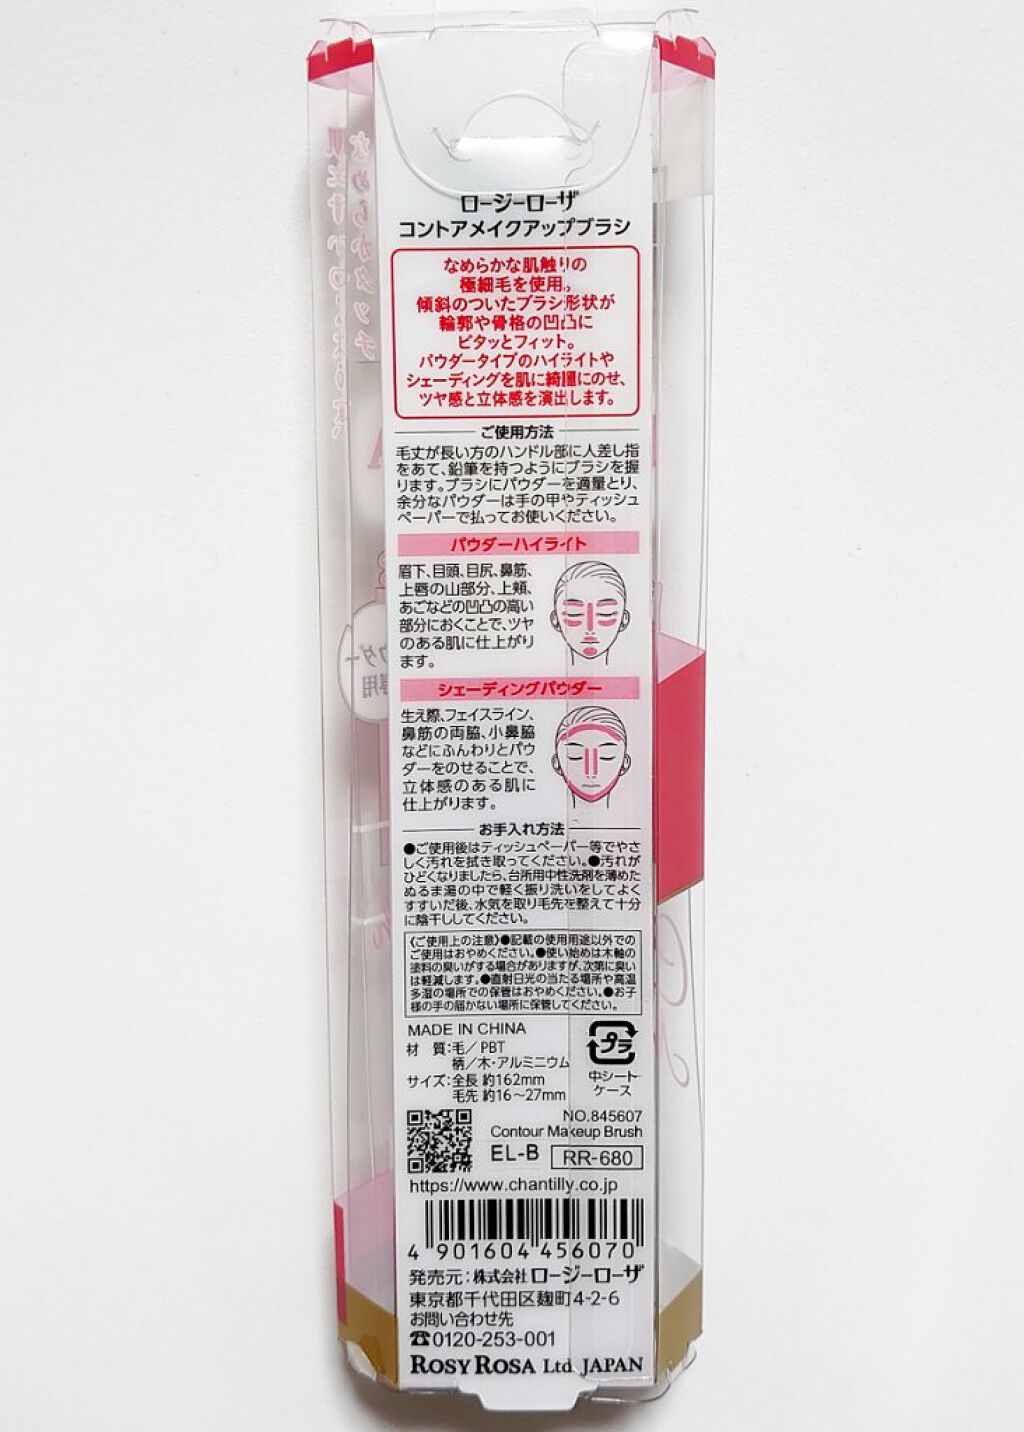 ロージーローザ
コントアメイクアップブラシ
なめらかな肌触りの
極細毛を使用。
傾斜のついたブラシ形状が
輪郭や骨格の凹凸に
ピタッとフィット。
パウダータイプのハイライトや
シェーディングを肌に綺麗にのせ、
ツヤ感と立体感を演出します。
ご使用方法
毛丈が長い方のハンドル部に人差し指
をあて、鉛筆を持つようにブラシを握
ります。ブラシにパウダーを適量とり、
余分なパウダーは手の甲やティッシュ
ペーパーで払ってお使いください。
パウダーハイライト
眉下、目頭、目尻、鼻筋、
上唇の山部分、上頬、
あごなどの凹凸の高い
部分におくことで、ツヤ
のある肌に仕上がり
ます。
シェーディングパウダー
生え際、フェイスライン、
鼻筋の両脇、小鼻脇
などにふんわりとパウ
ダーをのせることで、
立体感のある肌に
仕上がります。
お手入れ方法
●ご使用後はティッシュペーパー等でやさ
しく汚れを拭き取ってください。●汚れが
ひどくなりましたら、台所用中性洗剤を薄めた
ぬるま湯の中で軽く振り洗いをしてよく
すすいだ後、水気を取り毛先を整えて十分
に陰干ししてください。
〈ご使用上の注意〉●記載の使用用途以外での
ご使用はおやめください。●使い始めは木軸の
塗料の臭いがする場合がありますが、次第に臭い
は軽減します。●直射日光の当たる場所や高温
多湿の場所での保管はおやめください。●お子
様の手の届かない場所に保管してください。
MADE IN CHINA
材 質:毛/PBT
柄/木・アルミニウム
サイズ:全長 約162mm
毛先 約16〜27mm
プラ
中シート
ケース
NO.845607
Contour Makeup Brush
EL-B RR-680
https://www.chantilly.co.jp
4 901604 456070
発売元:株式会社ロージーローザ
東京都千代田区麹町4-2-6
お問い合わせ先
☎0120-253-001
ROSY ROSA Ltd JAPAN